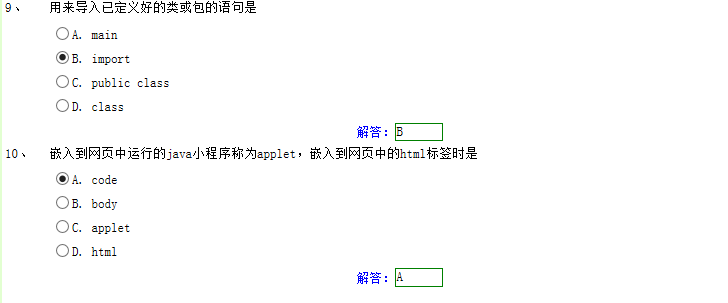 9、 用来导入已定义好的类或包的语句是
A. main
B. import
C. public class
D. class
解答: B
10、 嵌入到网页中运行的java小程序称为applet，嵌入到网页中的html标签时是
A. code
B. body
C. applet
D. html
解答: A